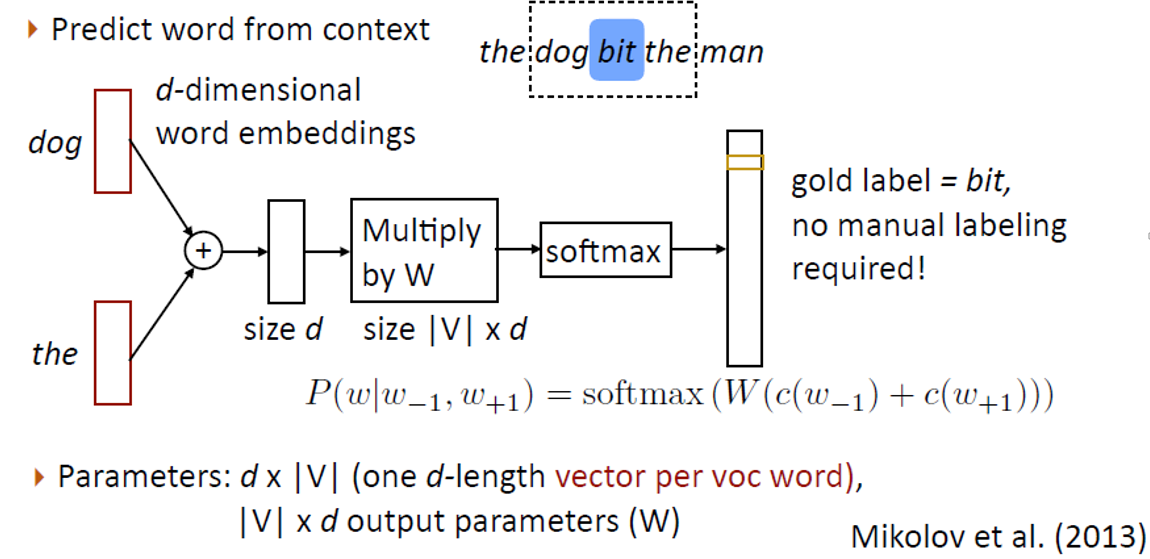 Predict word from context
the dog bit the man
d-dimensional
word embeddings
dog
the
+
size d
Multiply
by W
size |V| x d
softmax
gold label = bit,
no manual labeling
required!
P(w|w₋₁, w₊₁) = softmax (W(c(w₋₁) + c(w₊₁)))
Parameters: d x |V| (one d-length vector per voc word),
|V| x d output parameters (W)
Mikolov et al. (2013)